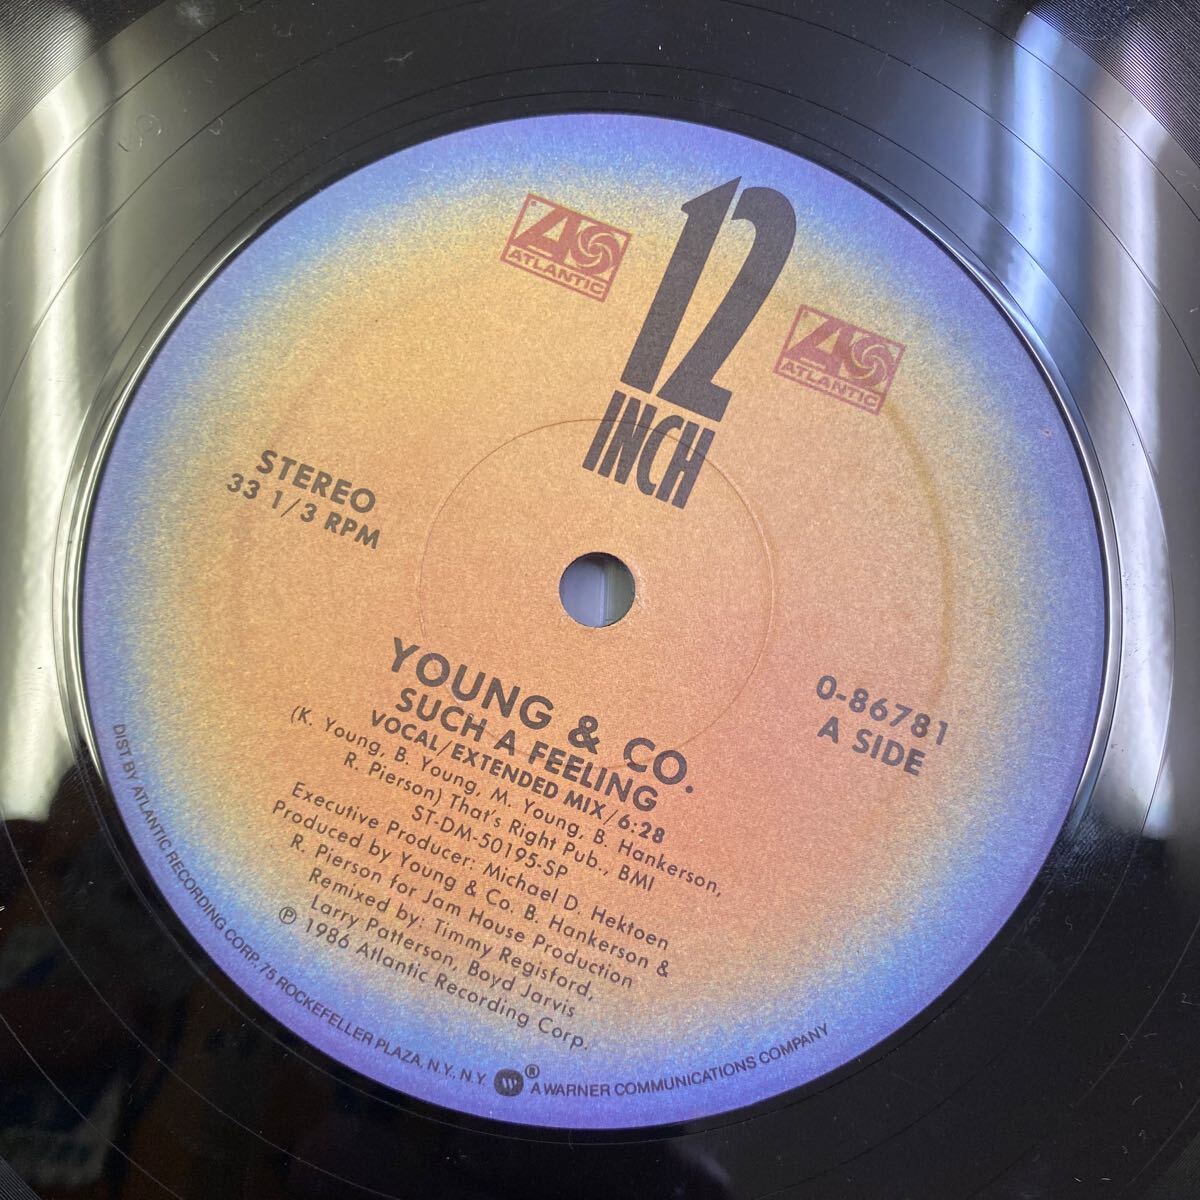 ATLANTIC
12
INCH
ATLANTIC
STEREO
33 1/3 RPM
0-86781
A SIDE
YOUNG & CO.
SUCH A FEELING
VOCAL/EXTENDED MIX/6:28
(K. Young, B. Young, M. Young, B. Hankerson,
R. Pierson) That's Right Pub., BMI
ST-DM-50195-SP
Executive Producer: Michael D. Hektoen
Produced by Young & Co. B. Hankerson &
R. Pierson for Jam House Production
Remixed by: Timmy Regisford,
Larry Patterson, Boyd Jarvis
℗ 1986 Atlantic Recording Corp.
DIST BY ATLANTIC RECORDING CORP. 75 ROCKEFELLER PLAZA, N.Y., N.Y. ® A WARNER COMMUNICATIONS COMPANY